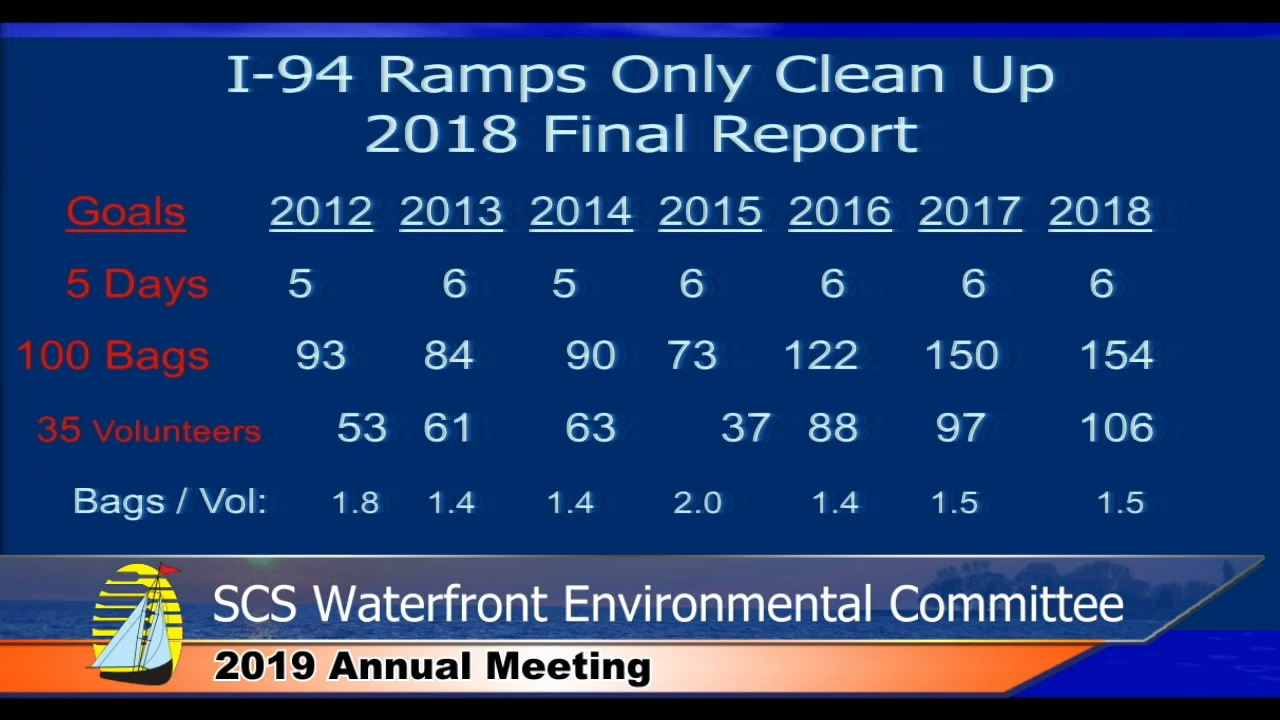 I-94 Ramps Only Clean Up
2018 Final Report
Goals 2012 2013 2014 2015 2016 2017 2018
5 Days 5 6 5 6 6 6 6
100 Bags 93 84 90 73 122 150 154
35 Volunteers 53 61 63 37 88 97 106
Bags / Vol: 1.8 1.4 1.4 2.0 1.4 1.5 1.5
SCS Waterfront Environmental Committee
2019 Annual Meeting